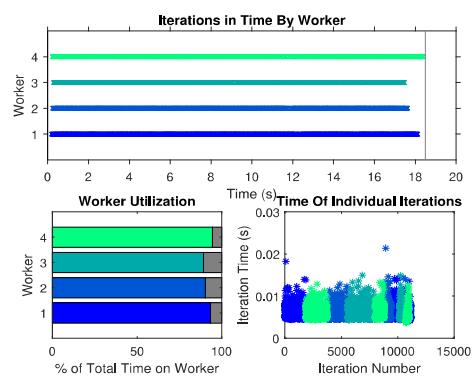 Iterations in Time By Worker
4
3
2
1
Worker
0 2 4 6 8 10 12 14 16 18 20
Time (s)
Worker Utilization
4
3
2
1
Worker
0 50 100
% of Total Time on Worker
Time Of Individual Iterations
0.03
0.02
0.01
0
Iteration Time (s)
0 5000 10000 15000
Iteration Number